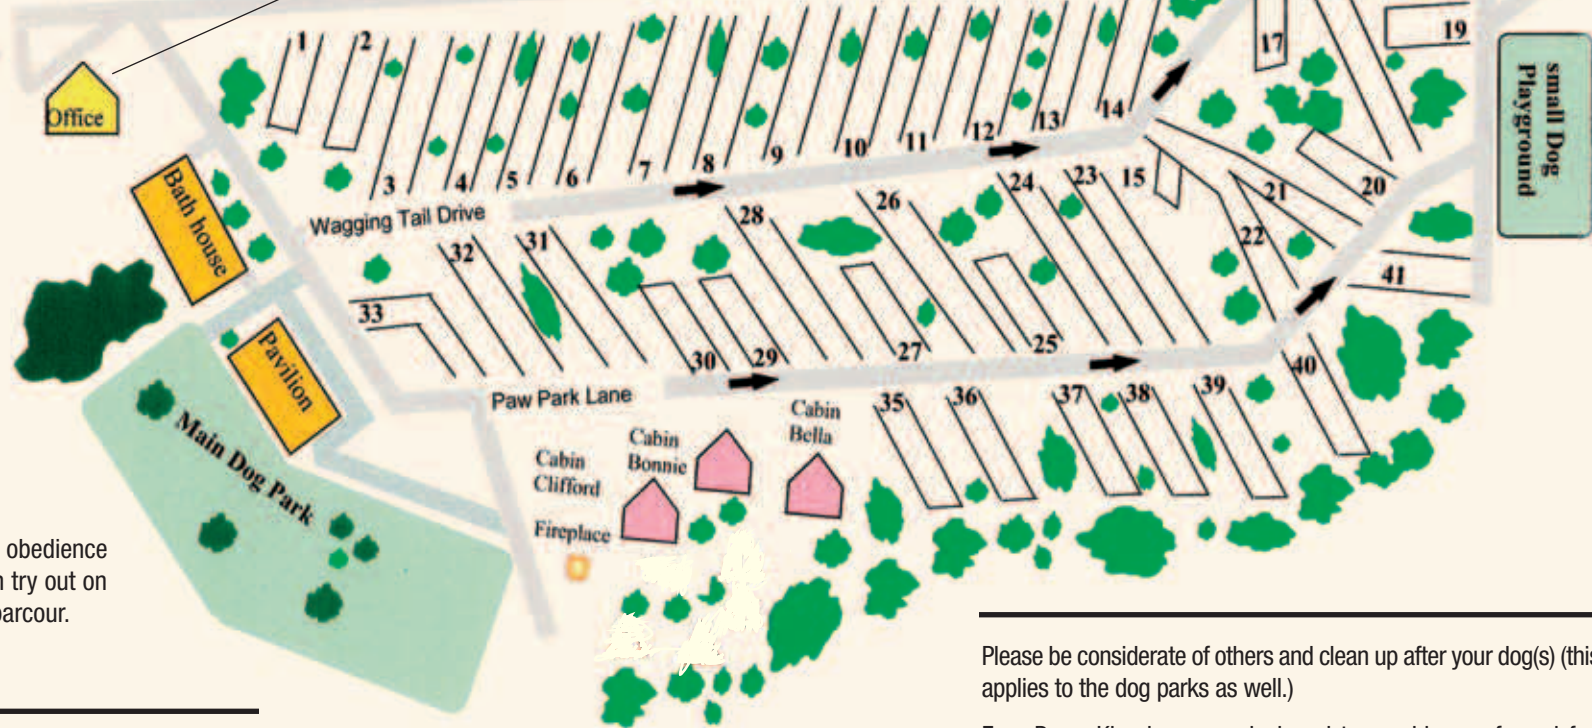 Office
Bath house
Pavilion
Main Dog Park
Wagging Tail Drive
Paw Park Lane
small Dog
Playground
1
2
3
4
5
6
7
8
9
10
11
12
13
14
15
17
19
20
21
22
23
24
25
26
27
28
29
30
31
32
33
35
36
37
38
39
40
41
Cabin
Bella
Cabin
Bonnie
Cabin
Clifford
Fireplace
obedience
try out on
parcour.
Please be considerate of others and clean up after your dog(s) (this
applies to the dog parks as well.)